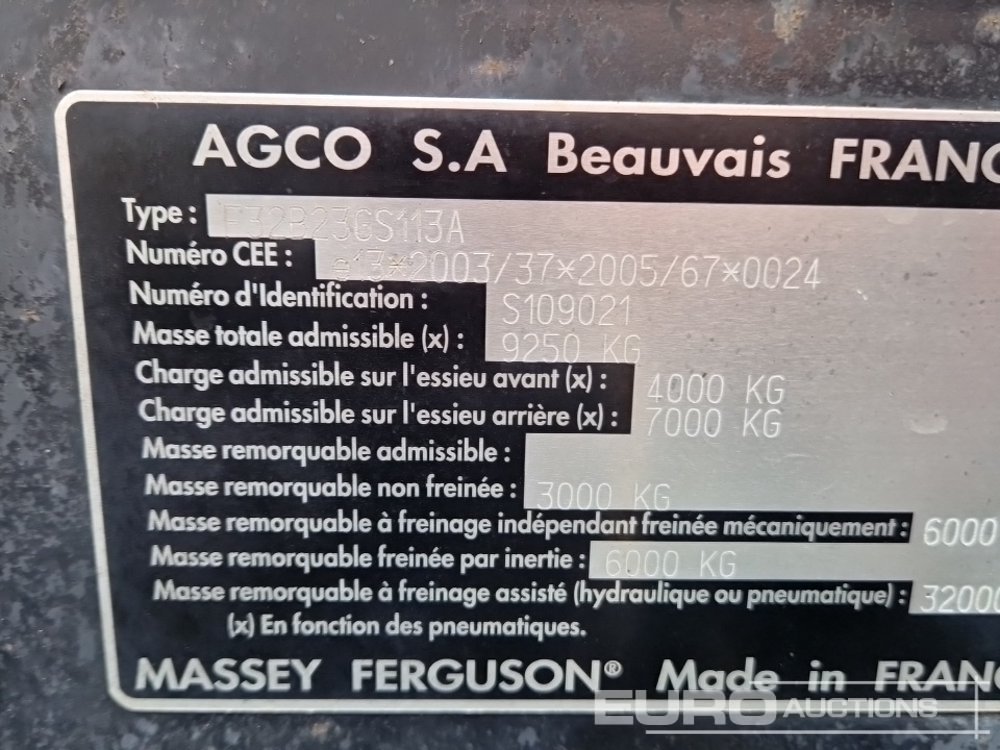 AGCO S.A Beauvais FRANC
Type : F32B23GS113A
Numéro CEE : e13*2003/37*2005/67*0024
Numéro d'Identification : S109021
Masse totale admissible (x) : 9250 KG
Charge admissible sur l'essieu avant (x) : 4000 KG
Charge admissible sur l'essieu arrière (x) : 7000 KG
Masse remorquable admissible :
Masse remorquable non freinée : 3000 KG
Masse remorquable à freinage indépendant freinée mécaniquement : 6000
Masse remorquable freinée par inertie : 6000 KG
Masse remorquable à freinage assisté (hydraulique ou pneumatique) : 32000
(x) En fonction des pneumatiques.
MASSEY FERGUSON® Made in FRANC
EURO AUCTIONS